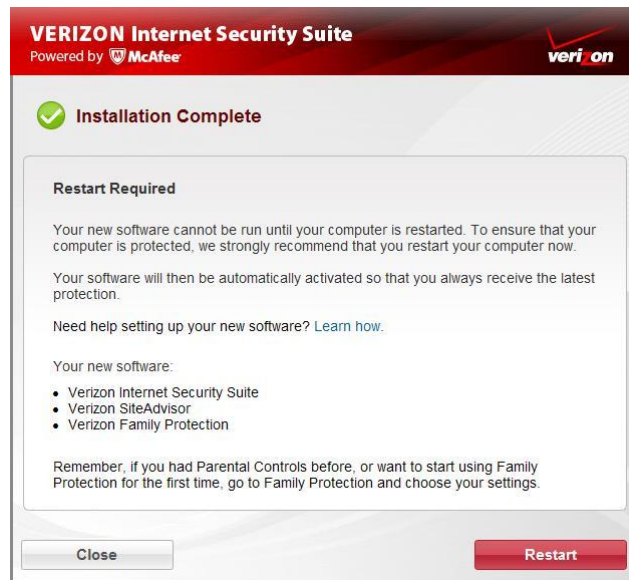 VERIZON Internet Security Suite
Powered by McAfee
verizon
Installation Complete
Restart Required
Your new software cannot be run until your computer is restarted. To ensure that your
computer is protected, we strongly recommend that you restart your computer now.
Your software will then be automatically activated so that you always receive the latest
protection.
Need help setting up your new software? Learn how.
Your new software:
• Verizon Internet Security Suite
• Verizon SiteAdvisor
• Verizon Family Protection
Remember, if you had Parental Controls before, or want to start using Family
Protection for the first time, go to Family Protection and choose your settings.
Close
Restart